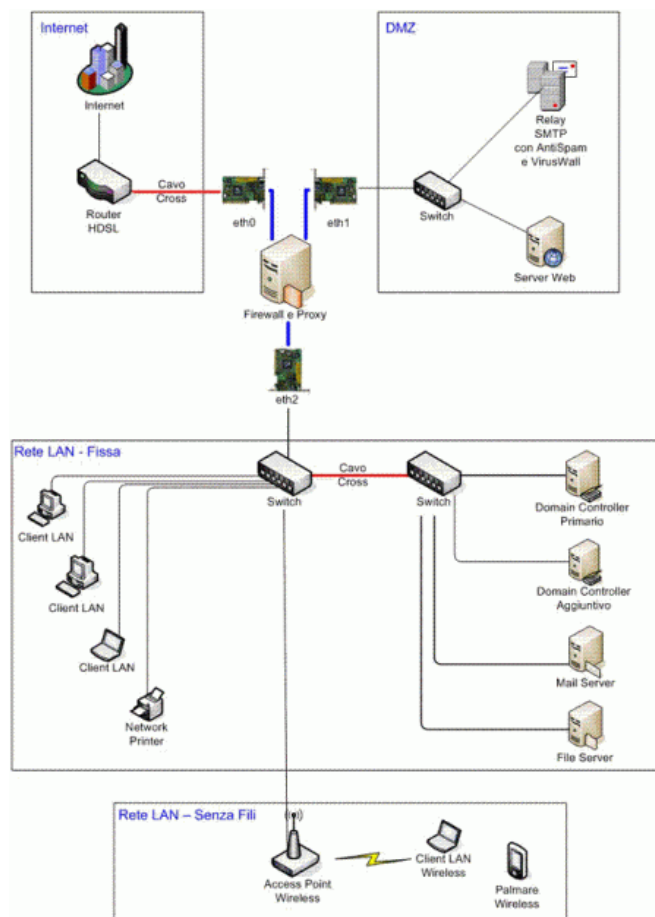 Internet
Internet
Router
HDSL
Cavo
Cross
eth0
eth1
Firewall e Proxy
eth2
DMZ
Relay
SMTP
con AntiSpam
e VirusWall
Switch
Server Web
Rete LAN - Fissa
Switch
Cavo
Cross
Switch
Client LAN
Client LAN
Client LAN
Network
Printer
Domain Controller
Primario
Domain Controller
Aggiuntivo
Mail Server
File Server
Rete LAN – Senza Fili
Access Point
Wireless
Client LAN
Wireless
Palmare
Wireless